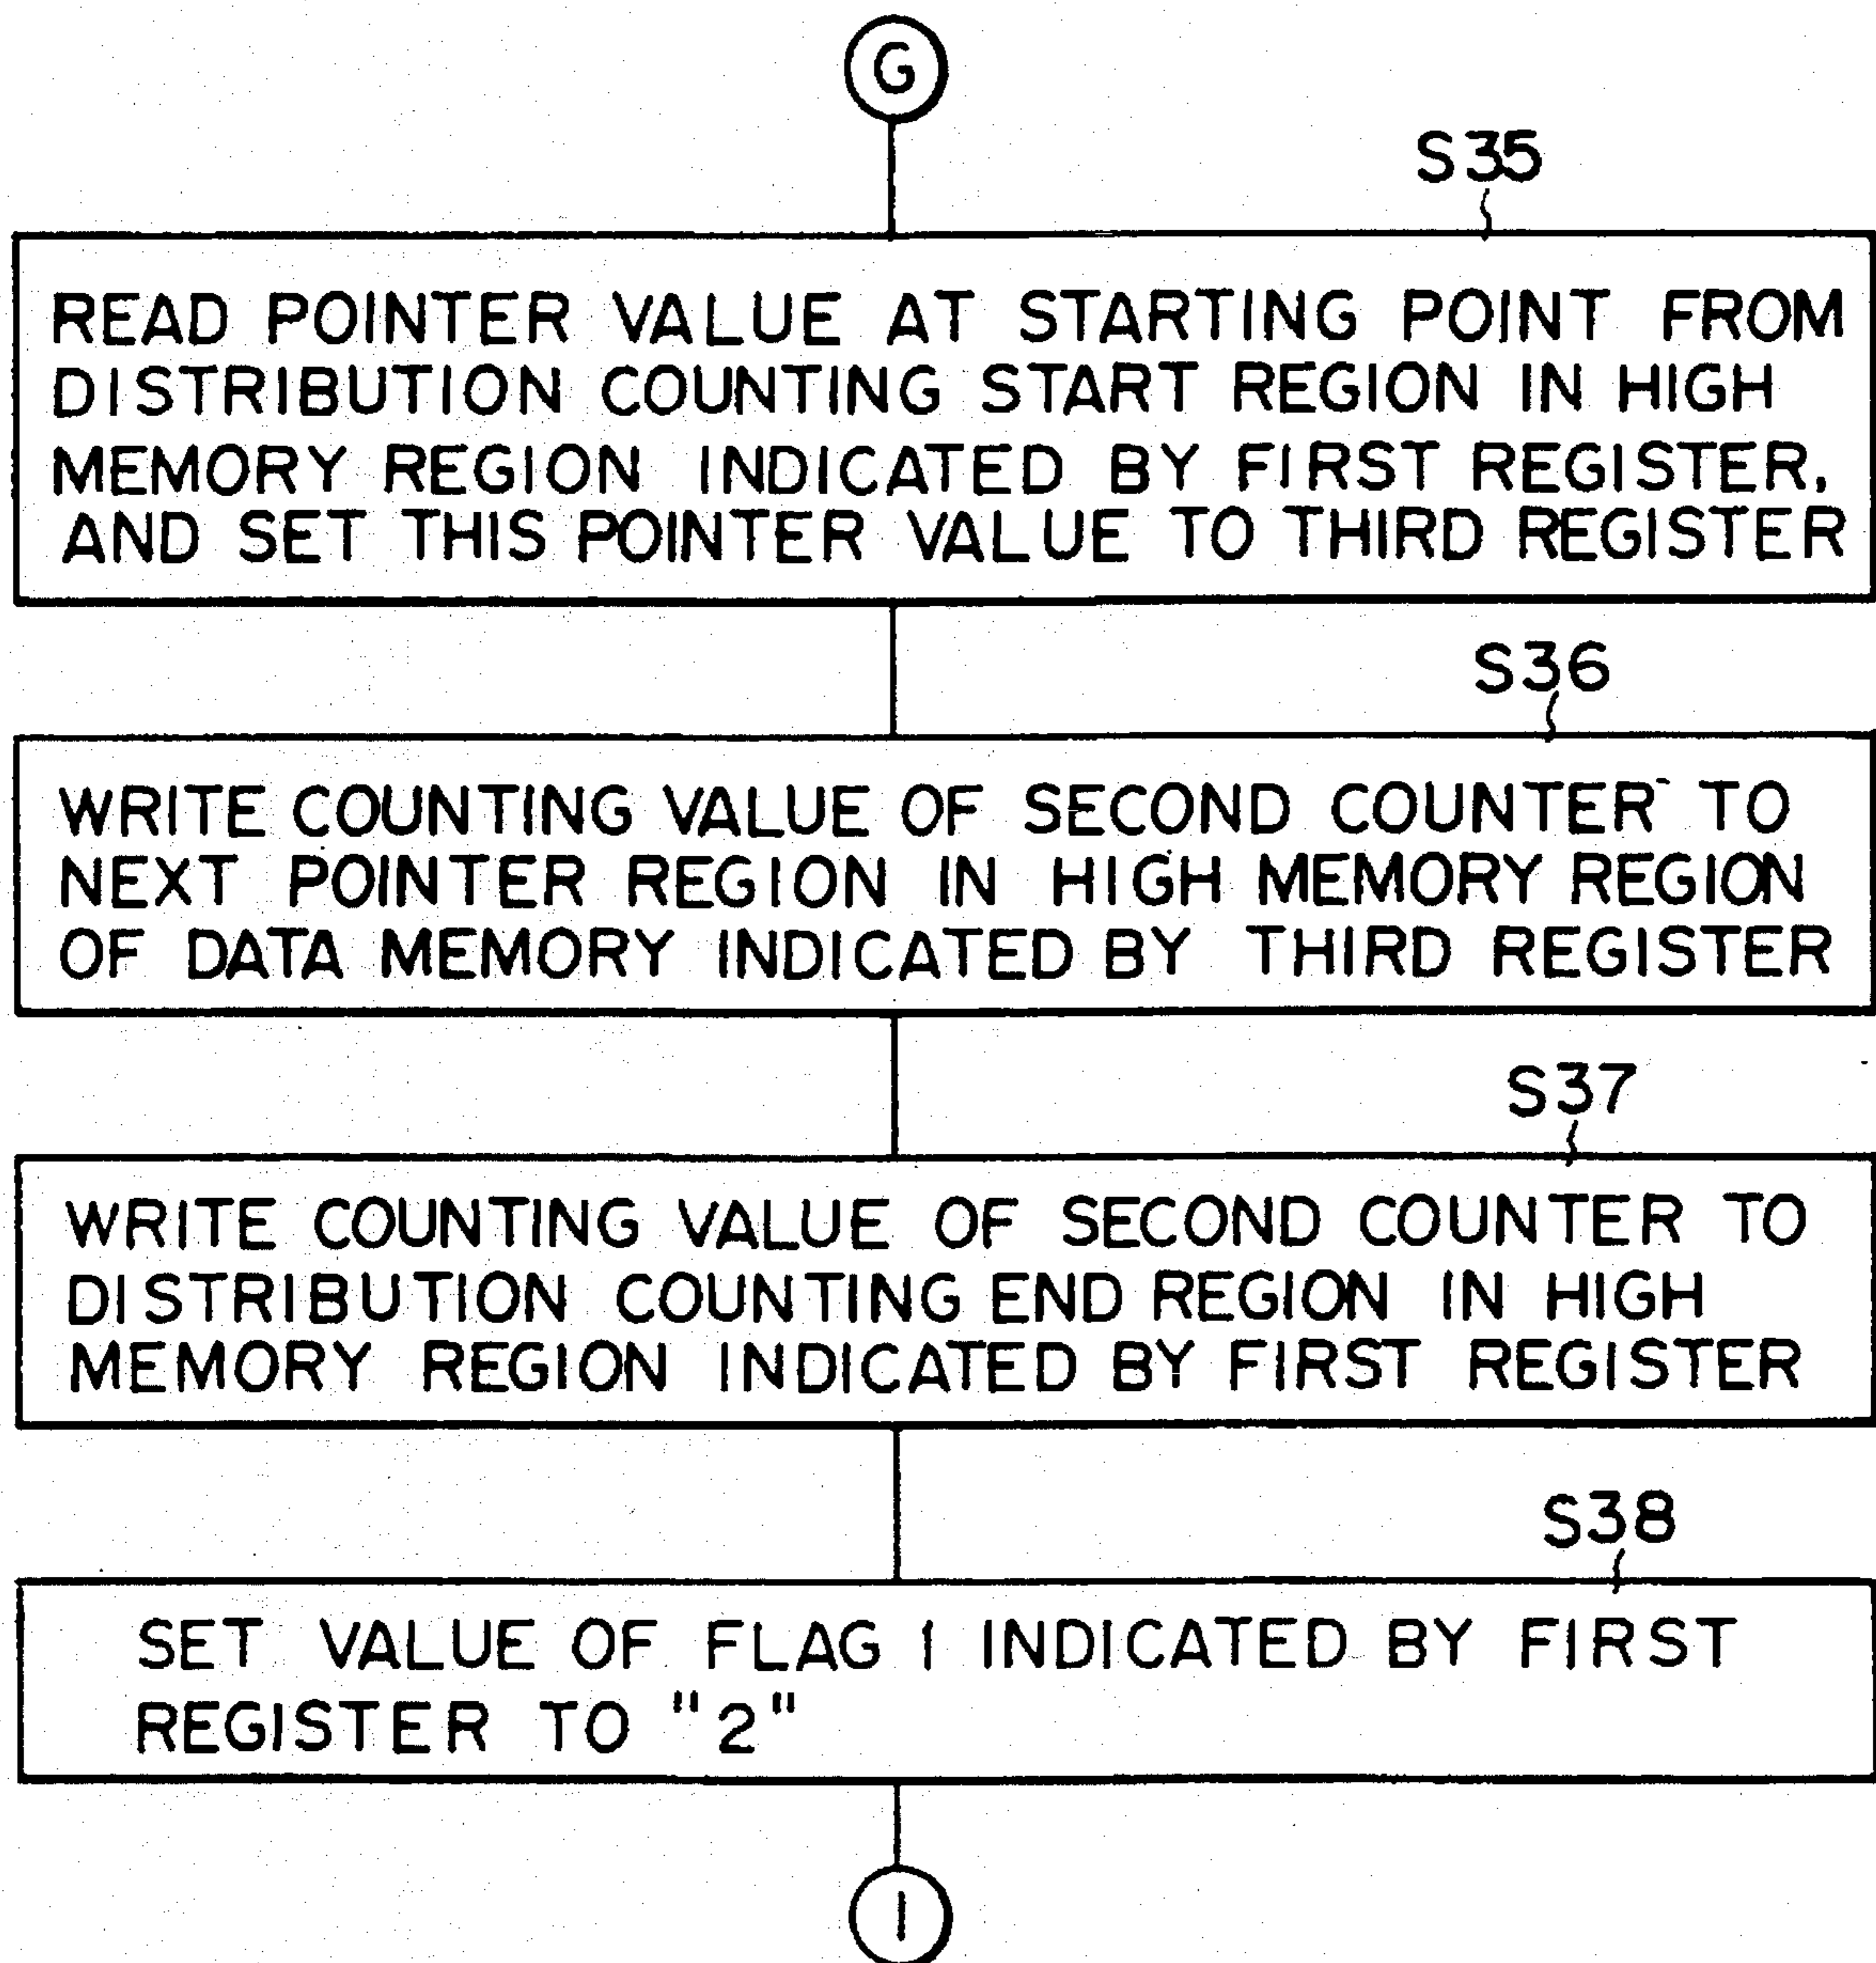 G
S35
READ POINTER VALUE AT STARTING POINT FROM
DISTRIBUTION COUNTING START REGION IN HIGH
MEMORY REGION INDICATED BY FIRST REGISTER,
AND SET THIS POINTER VALUE TO THIRD REGISTER
S36
WRITE COUNTING VALUE OF SECOND COUNTER TO
NEXT POINTER REGION IN HIGH MEMORY REGION
OF DATA MEMORY INDICATED BY THIRD REGISTER
S37
WRITE COUNTING VALUE OF SECOND COUNTER TO
DISTRIBUTION COUNTING END REGION IN HIGH
MEMORY REGION INDICATED BY FIRST REGISTER
S38
SET VALUE OF FLAG 1 INDICATED BY FIRST
REGISTER TO "2"
I